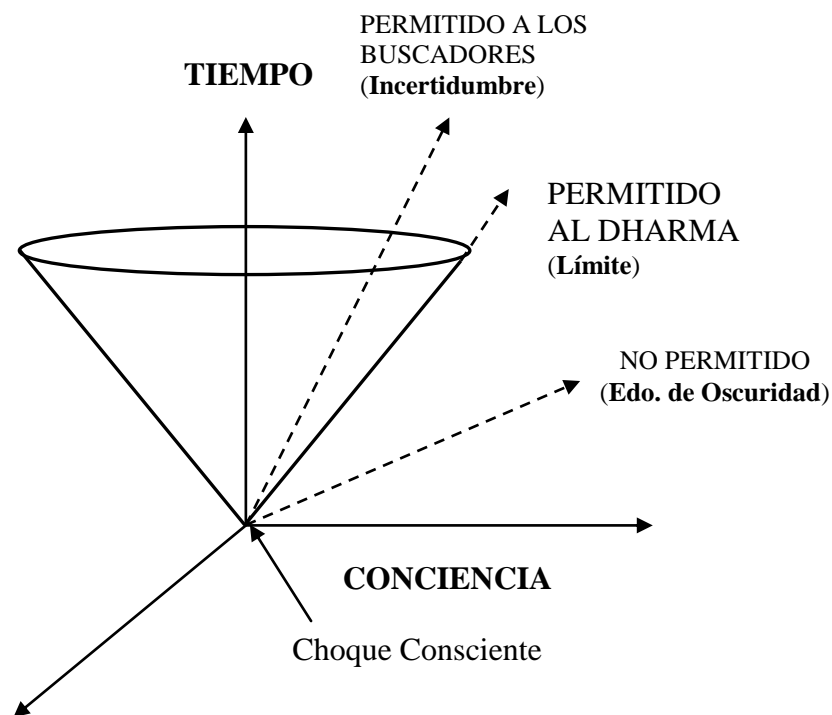 PERMITIDO A LOS
BUSCADORES
(Incertidumbre)
TIEMPO
PERMITIDO
AL DHARMA
(Límite)
NO PERMITIDO
(Edo. de Oscuridad)
CONCIENCIA
Choque Consciente